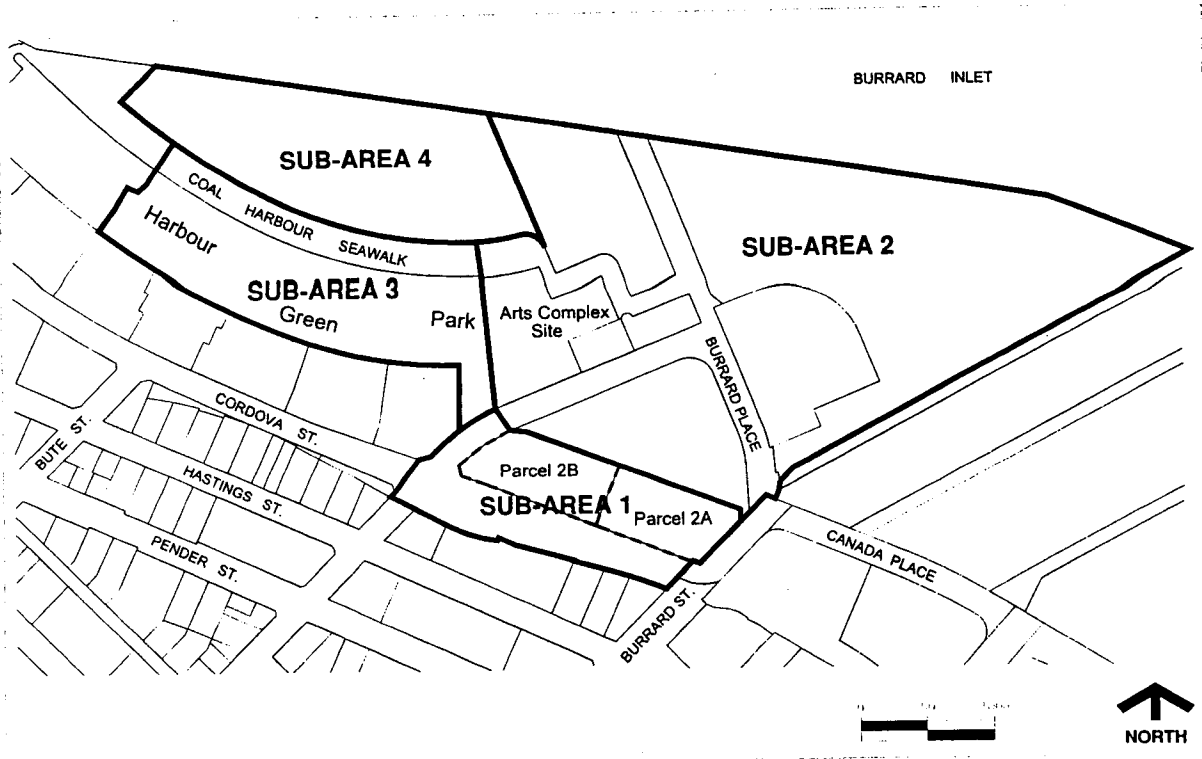 BURRARD INLET
SUB-AREA 4
COAL HARBOUR SEAWALK
SUB-AREA 2
Harbour
SUB-AREA 3
Green
Park
Arts Complex
Site
BURRARD PLACE
CORDOVA ST.
BUTE ST.
HASTINGS ST.
Parcel 2B
SUB-AREA 1
Parcel 2A
PENDER ST.
CANADA PLACE
BURRARD ST.
NORTH